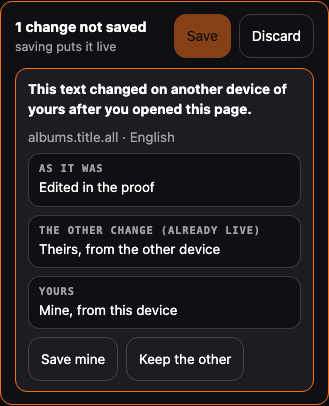 1 change not saved
saving puts it live
Save
Discard
This text changed on another device of
yours after you opened this page.
albums.title.all · English
AS IT WAS
Edited in the proof
THE OTHER CHANGE (ALREADY LIVE)
Theirs, from the other device
YOURS
Mine, from this device
Save mine
Keep the other